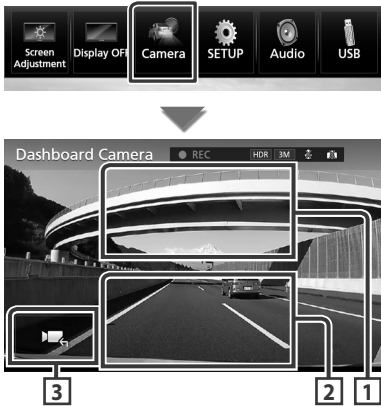 Screen
Adjustment
Display OFF
Camera
SETUP
Audio
USB
Dashboard Camera
REC
HDR
3M
3
2
1